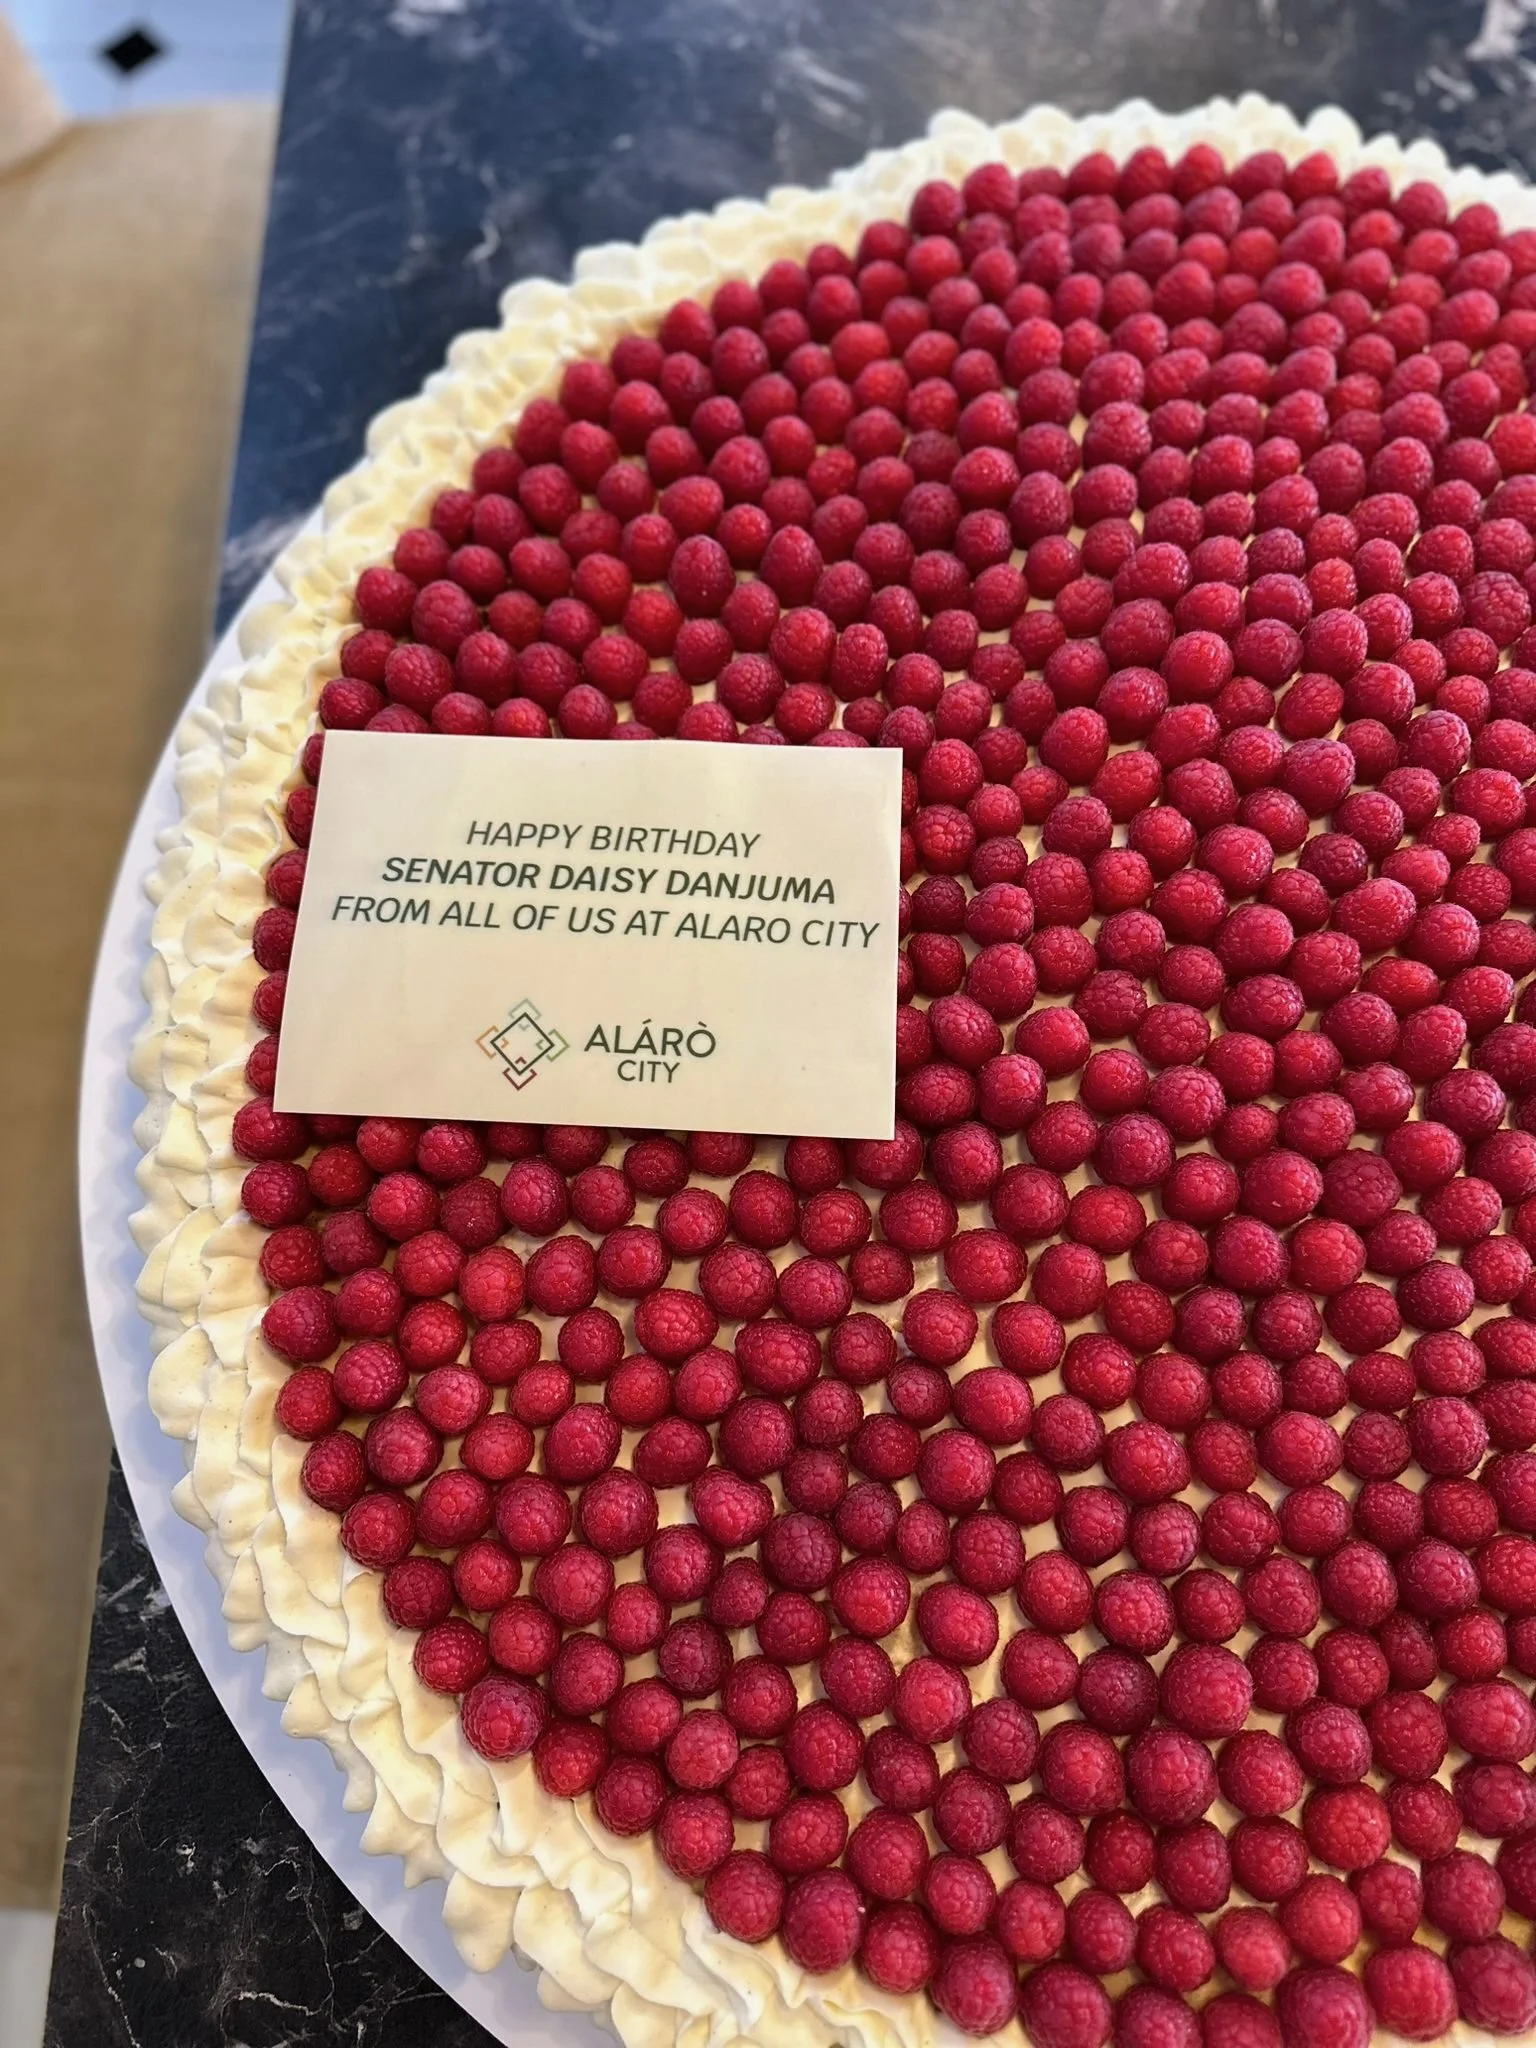 HAPPY BIRTHDAY
SENATOR DAISY DANJUMA
FROM ALL OF US AT ALARO CITY
ALÁRÒ
CITY